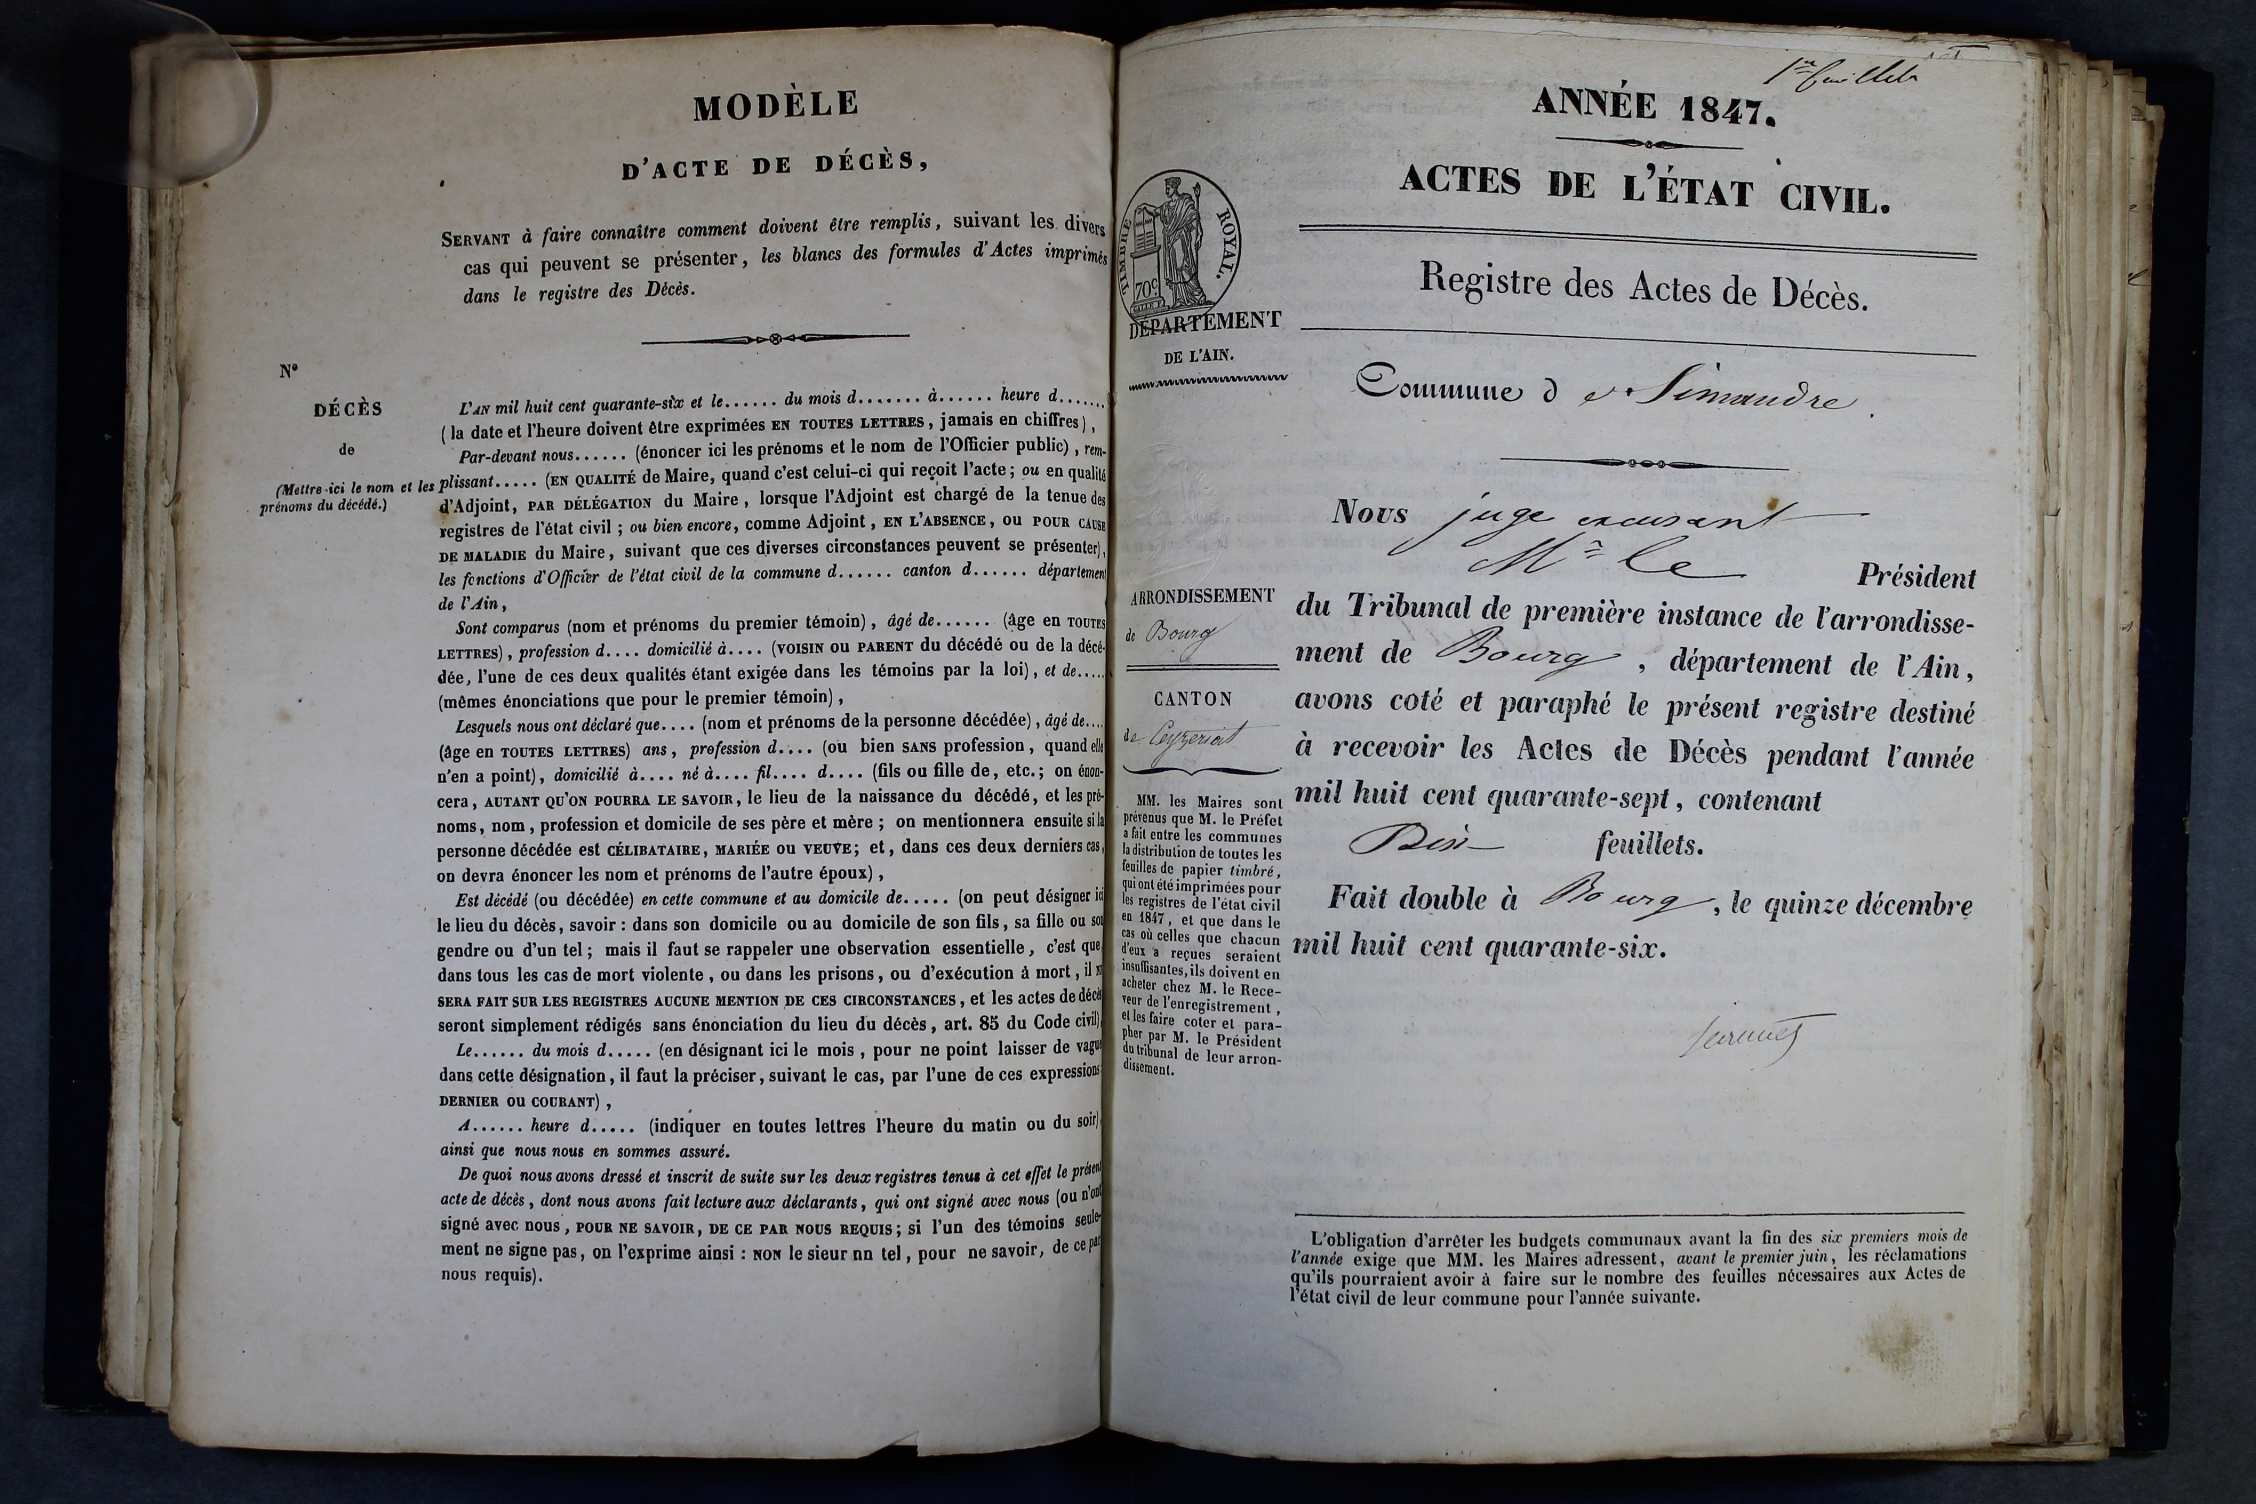 MODÈLE
D'ACTE DE DÉCÈS,
SERVANT à faire connaître comment doivent être remplis, suivant les divers
cas qui peuvent se présenter, les blancs des formules d'Actes imprimés
dans le registre des Décès.
N°
DÉCÈS
de
(Mettre ici le nom et les
prénoms du décédé.)
L'AN mil huit cent quarante-six et le...... du mois d....... à...... heure d.......
(la date et l'heure doivent être exprimées EN TOUTES LETTRES, jamais en chiffres),
Par-devant nous...... (énoncer ici les prénoms et le nom de l'Officier public), rem-
plissant..... (EN QUALITÉ de Maire, quand c'est celui-ci qui reçoit l'acte; ou en qualité
d'Adjoint, PAR DÉLÉGATION du Maire, lorsque l'Adjoint est chargé de la tenue des
registres de l'état civil; ou bien encore, comme Adjoint, EN L'ABSENCE, OU POUR CAUSE
DE MALADIE du Maire, suivant que ces diverses circonstances peuvent se présenter),
les fonctions d'Officier de l'état civil de la commune d...... canton d...... département
de l'Ain,
Sont comparus (nom et prénoms du premier témoin), âgé de...... (âge en TOUTES
LETTRES), profession d.... domicilié à.... (VOISIN OU PARENT du décédé ou de la décé-
dée, l'une de ces deux qualités étant exigée dans les témoins par la loi), et de.....
(mêmes énonciations que pour le premier témoin),
Lesquels nous ont déclaré que.... (nom et prénoms de la personne décédée), âgé de....
(âge en TOUTES LETTRES) ans, profession d.... (ou bien SANS profession, quand elle
n'en a point), domicilié à.... né à.... fil.... d.... (fils ou fille de, etc.; on énon-
cera, AUTANT QU'ON POURRA LE SAVOIR, le lieu de la naissance du décédé, et les pré-
noms, nom, profession et domicile de ses père et mère; on mentionnera ensuite si la
personne décédée est CÉLIBATAIRE, MARIÉE OU VEUVE; et, dans ces deux derniers cas,
on devra énoncer les nom et prénoms de l'autre époux),
Est décédé (ou décédée) en cette commune et au domicile de..... (on peut désigner ici
le lieu du décès, savoir: dans son domicile ou au domicile de son fils, sa fille ou son
gendre ou d'un tel; mais il faut se rappeler une observation essentielle, c'est que,
dans tous les cas de mort violente, ou dans les prisons, ou d'exécution à mort, il NE
SERA FAIT SUR LES REGISTRES AUCUNE MENTION DE CES CIRCONSTANCES, et les actes de décès
seront simplement rédigés sans énonciation du lieu du décès, art. 85 du Code civil),
Le...... du mois d..... (en désignant ici le mois, pour ne point laisser de vague
dans cette désignation, il faut la préciser, suivant le cas, par l'une de ces expressions
DERNIER OU COURANT),
A...... heure d..... (indiquer en toutes lettres l'heure du matin ou du soir),
ainsi que nous nous en sommes assuré.
De quoi nous avons dressé et inscrit de suite sur les deux registres tenus à cet effet le présent
acte de décès, dont nous avons fait lecture aux déclarants, qui ont signé avec nous (ou n'ont
signé avec nous, POUR NE SAVOIR, DE CE PAR NOUS REQUIS; si l'un des témoins seule-
ment ne signe pas, on l'exprime ainsi: NON le sieur nn tel, pour ne savoir, de ce par
nous requis).
1er feuillet
ANNÉE 1847.
ACTES DE L'ÉTAT CIVIL.
Registre des Actes de Décès.
TIMBRE ROYAL.
70c
DÉPARTEMENT
DE L'AIN.
Commune de Simandre
Nous juge excusant
Mr le Président
du Tribunal de première instance de l'arrondisse-
ment de Bourg, département de l'Ain,
avons coté et paraphé le présent registre destiné
à recevoir les Actes de Décès pendant l'année
mil huit cent quarante-sept, contenant
Dix feuillets.
Fait double à Bourg, le quinze décembre
mil huit cent quarante-six.
ARRONDISSEMENT
de Bourg
CANTON
de Ceyzeriat
MM. les Maires sont
prévenus que M. le Préfet
a fait entre les communes
la distribution de toutes les
feuilles de papier timbré,
qui ont été imprimées pour
les registres de l'état civil
en 1847, et que dans le
cas où celles que chacun
d'eux a reçues seraient
insuffisantes, ils doivent en
acheter chez M. le Rece-
veur de l'enregistrement,
et les faire coter et para-
pher par M. le Président
du tribunal de leur arron-
dissement.
L'obligation d'arrêter les budgets communaux avant la fin des six premiers mois de
l'année exige que MM. les Maires adressent, avant le premier juin, les réclamations
qu'ils pourraient avoir à faire sur le nombre des feuilles nécessaires aux Actes de
l'état civil de leur commune pour l'année suivante.